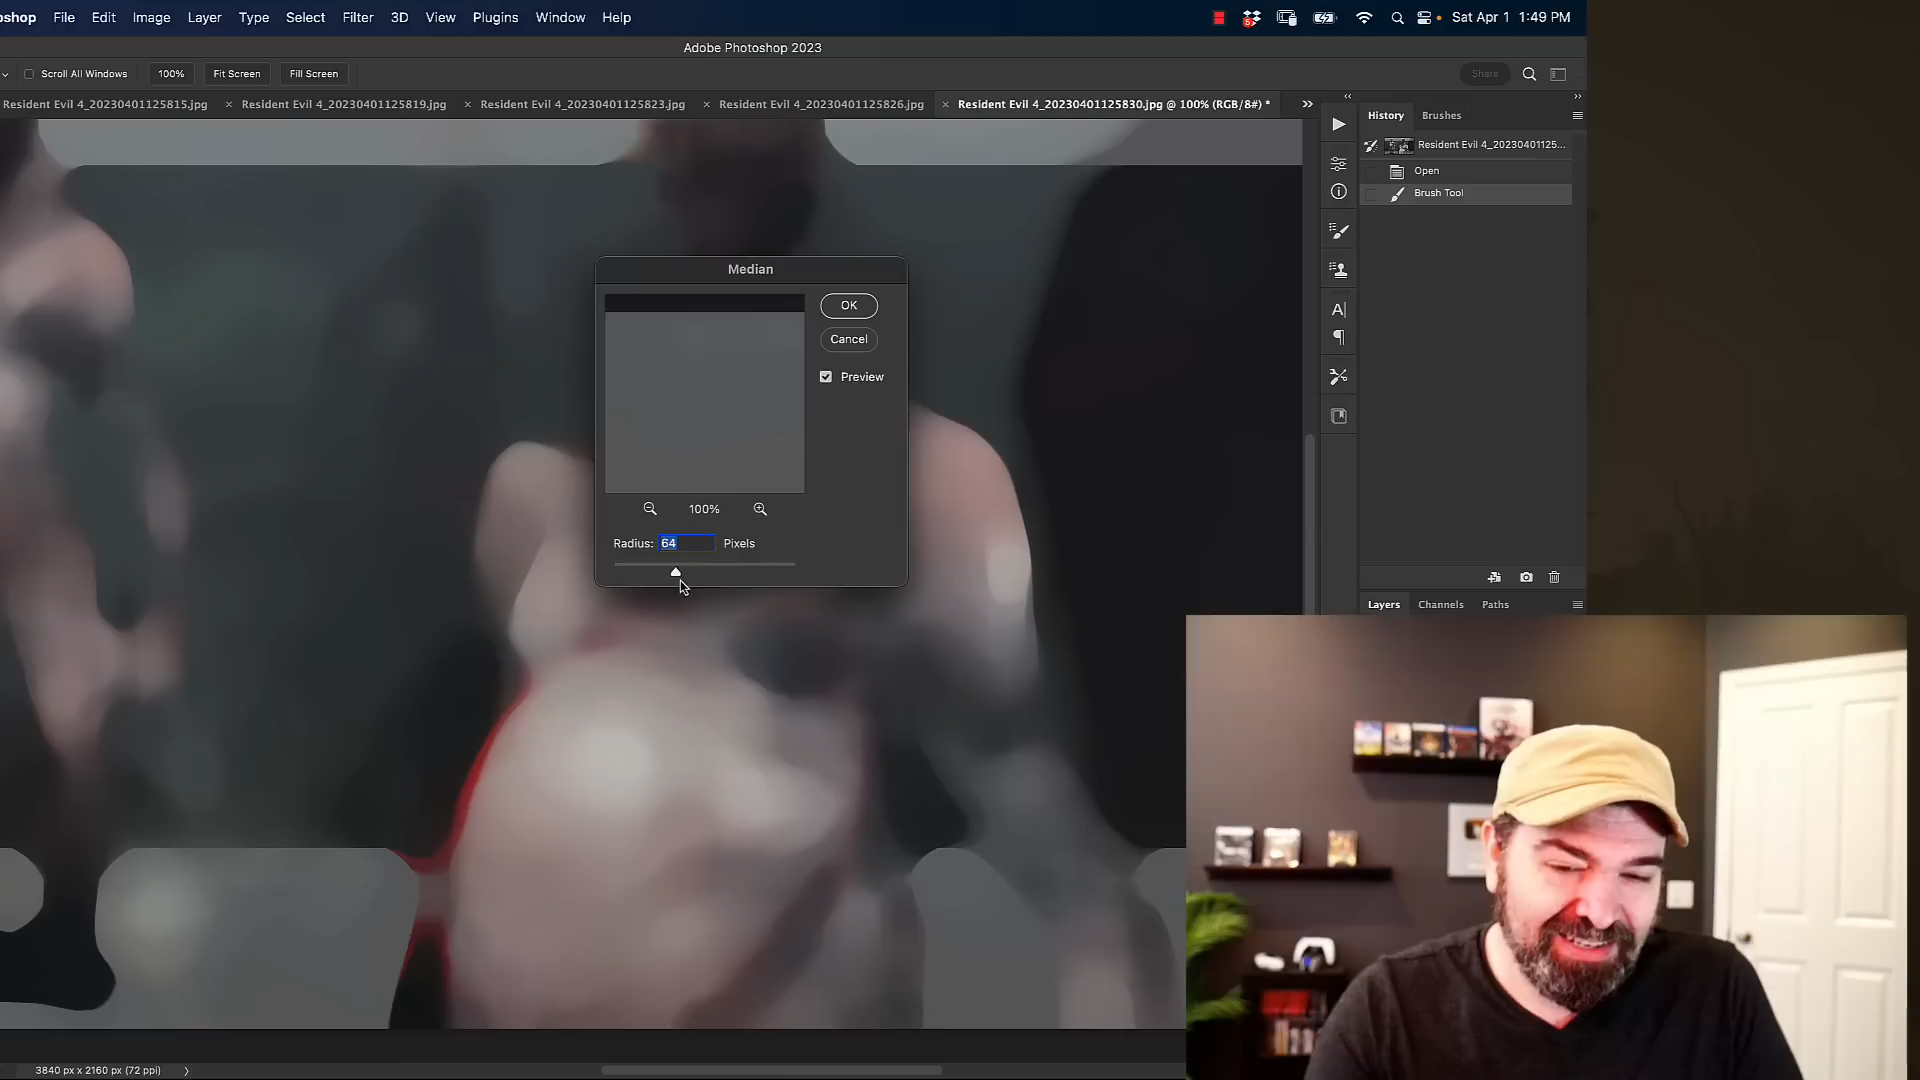 oshop File Edit Image Layer Type Select Filter 3D View Plugins Window Help
5
Sat Apr 1 1:49 PM
Adobe Photoshop 2023
Scroll All Windows 100% Fit Screen Fill Screen
Share
Resident Evil 4_20230401125815.jpg × Resident Evil 4_20230401125819.jpg × Resident Evil 4_20230401125823.jpg × Resident Evil 4_20230401125826.jpg × Resident Evil 4_20230401125830.jpg @ 100% (RGB/8#) *
History Brushes
Resident Evil 4_20230401125...
Open
Brush Tool
Median
OK
Cancel
Preview
100%
Radius: 64 Pixels
Layers Channels Paths
3840 px x 2160 px (72 ppi)